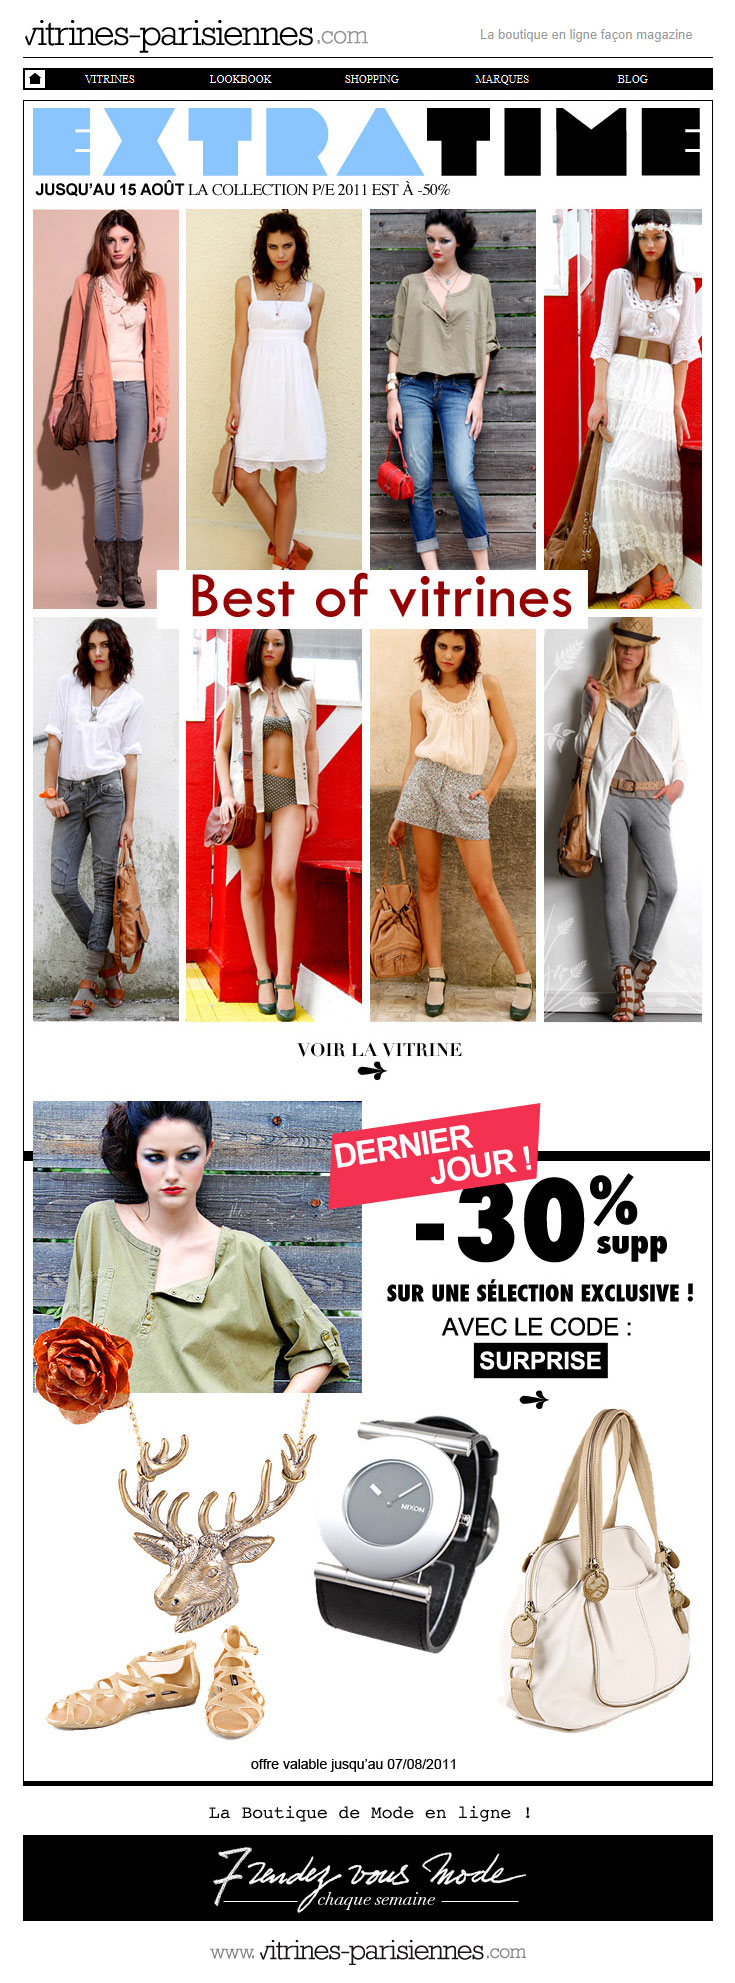 vitrines-parisiennes.com
La boutique en ligne façon magazine
VITRINES LOOKBOOK SHOPPING MARQUES BLOG
EXTRATIME
JUSQU'AU 15 AOÛT LA COLLECTION P/E 2011 EST À -50%
Best of vitrines
VOIR LA VITRINE
DERNIER
JOUR !
-30%
supp
SUR UNE SÉLECTION EXCLUSIVE !
AVEC LE CODE :
SURPRISE
NIXON
offre valable jusqu'au 07/08/2011
La Boutique de Mode en ligne !
7 rendez vous mode
chaque semaine
www.vitrines-parisiennes.com